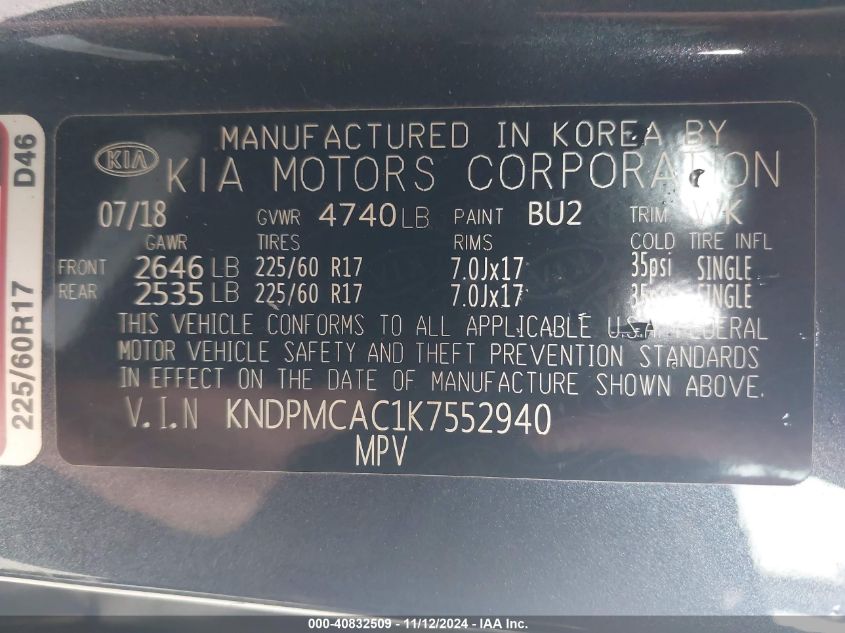 MANUFACTURED IN KOREA BY
KIA
KIA MOTORS CORPORATION
07/18 GVWR 4740LB PAINT BU2 TRIM: WK
GAWR TIRES RIMS COLD TIRE INFL
FRONT 2646LB 225/60 R17 7.0Jx17 35psi SINGLE
REAR 2535LB 225/60 R17 7.0Jx17 35psi SINGLE
THIS VEHICLE CONFORMS TO ALL APPLICABLE U.S.A. FEDERAL
MOTOR VEHICLE SAFETY AND THEFT PREVENTION STANDARDS
IN EFFECT ON THE DATE OF MANUFACTURE SHOWN ABOVE.
V.I.N KNDPMCAC1K7552940
MPV
D46
225/60R17
000-40832509 - 11/12/2024 - IAA Inc.